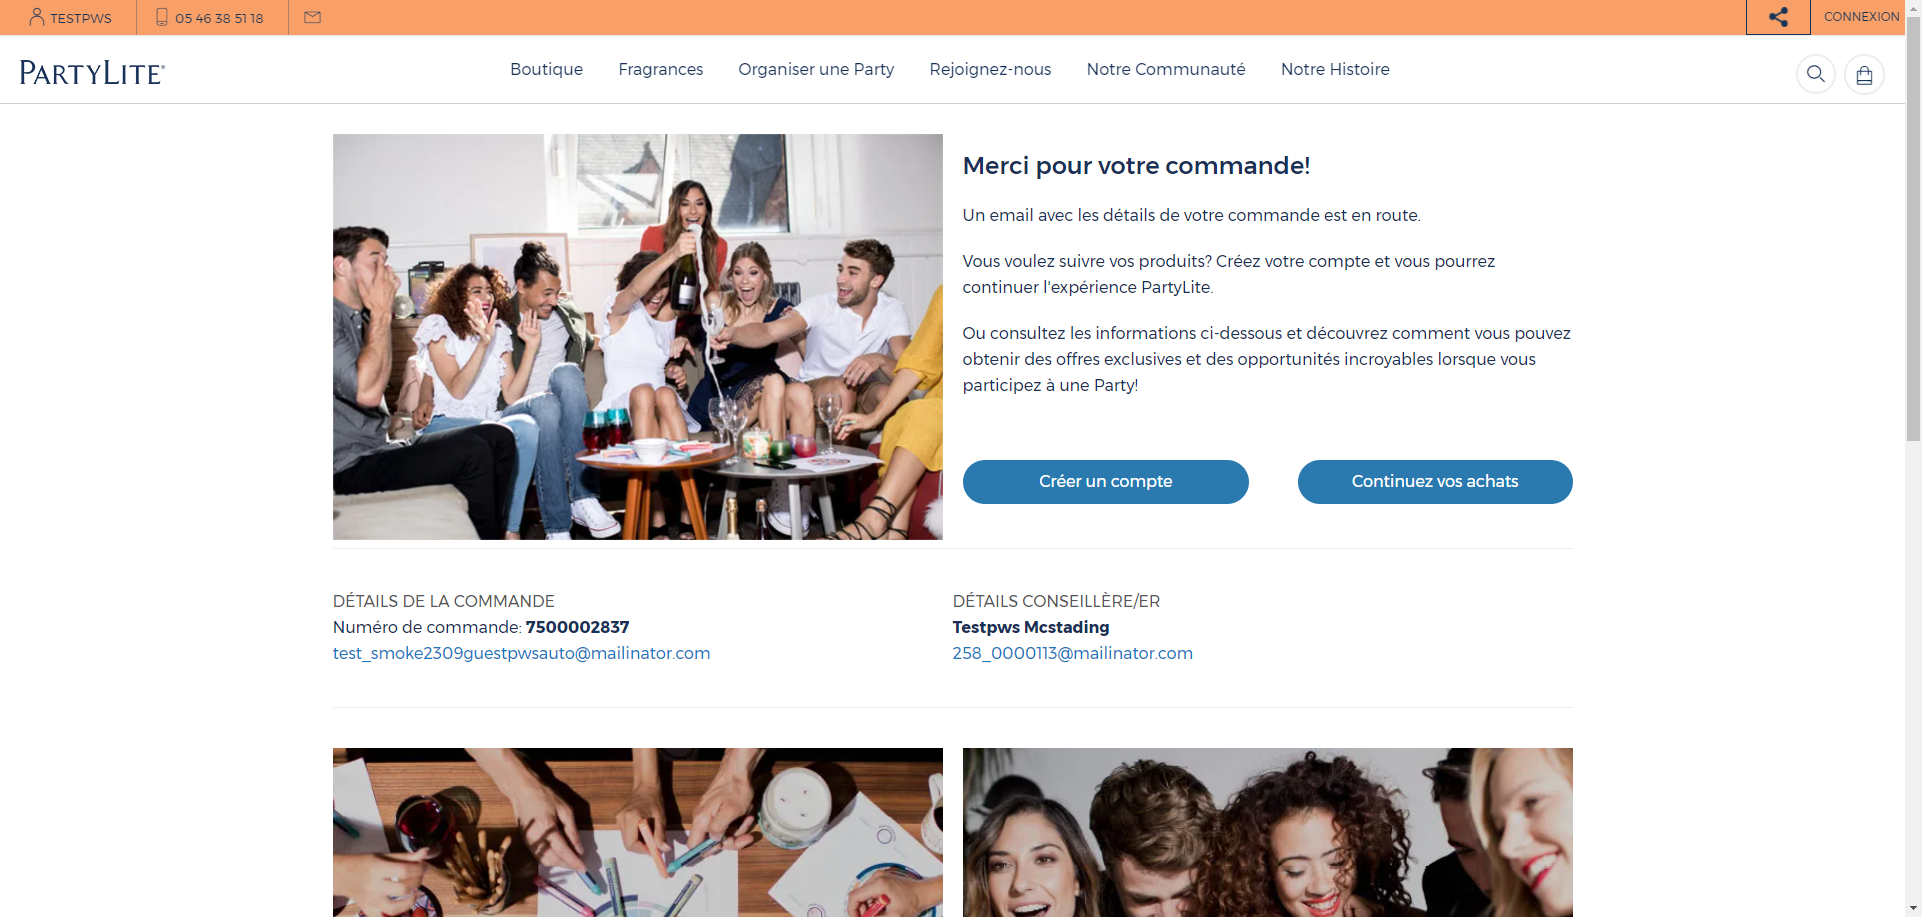 TESTPWS
05 46 38 51 18
CONNEXION
PARTYLITE®
Boutique
Fragrances
Organiser une Party
Rejoignez-nous
Notre Communauté
Notre Histoire
Merci pour votre commande!
Un email avec les détails de votre commande est en route.
Vous voulez suivre vos produits? Créez votre compte et vous pourrez
continuer l'expérience PartyLite.
Ou consultez les informations ci-dessous et découvrez comment vous pouvez
obtenir des offres exclusives et des opportunités incroyables lorsque vous
participez à une Party!
Créer un compte
Continuez vos achats
DÉTAILS DE LA COMMANDE
Numéro de commande: 7500002837
test_smoke2309guestpwsauto@mailinator.com
DÉTAILS CONSEILLÈRE/ER
Testpws Mcstading
258_0000113@mailinator.com